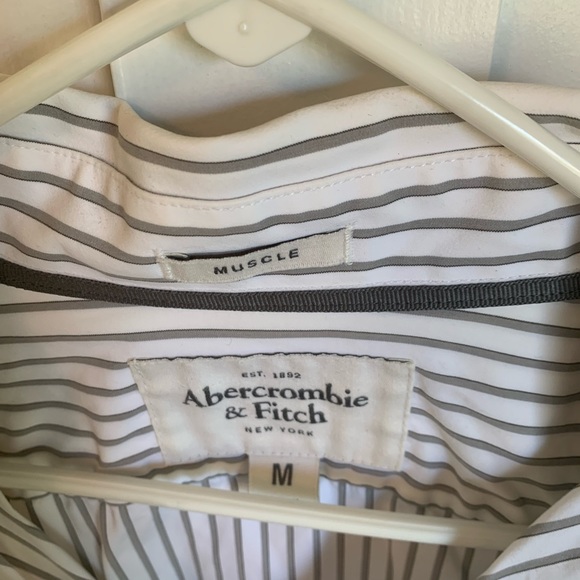 MUSCLE
EST. 1892
Abercrombie
& Fitch
NEW YORK
M